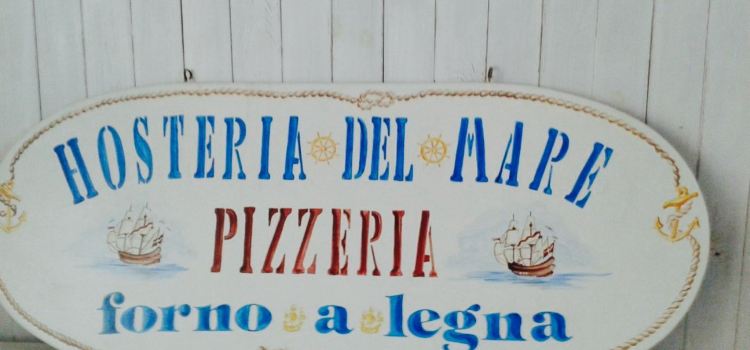 HOSTERIA DEL MARE
PIZZERIA
forno a legna